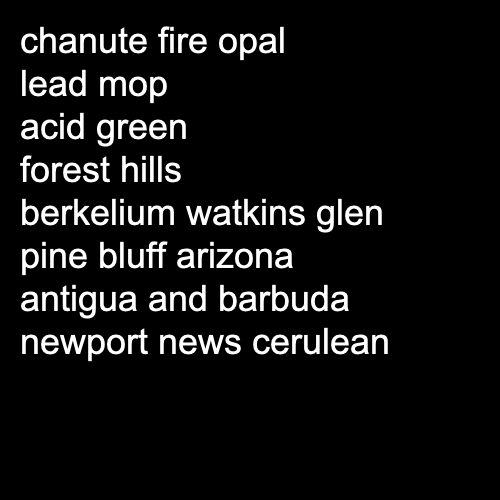 chanute fire opal
lead mop
acid green
forest hills
berkelium watkins glen
pine bluff arizona
antigua and barbuda
newport news cerulean